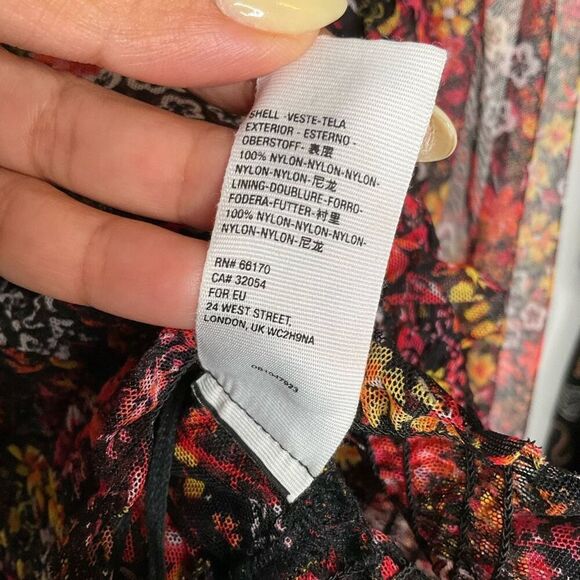 SHELL -VESTE-TELA
EXTERIOR - ESTERNO -
OBERSTOFF- 表层
100% NYLON-NYLON-NYLON-
NYLON-NYLON-尼龙
LINING-DOUBLURE-FORRO-
FODERA-FUTTER-衬里
100% NYLON-NYLON-NYLON-
NYLON-NYLON-尼龙
RN# 66170
CA# 32054
FOR EU
24 WEST STREET,
LONDON, UK WC2H9NA
OB1047923